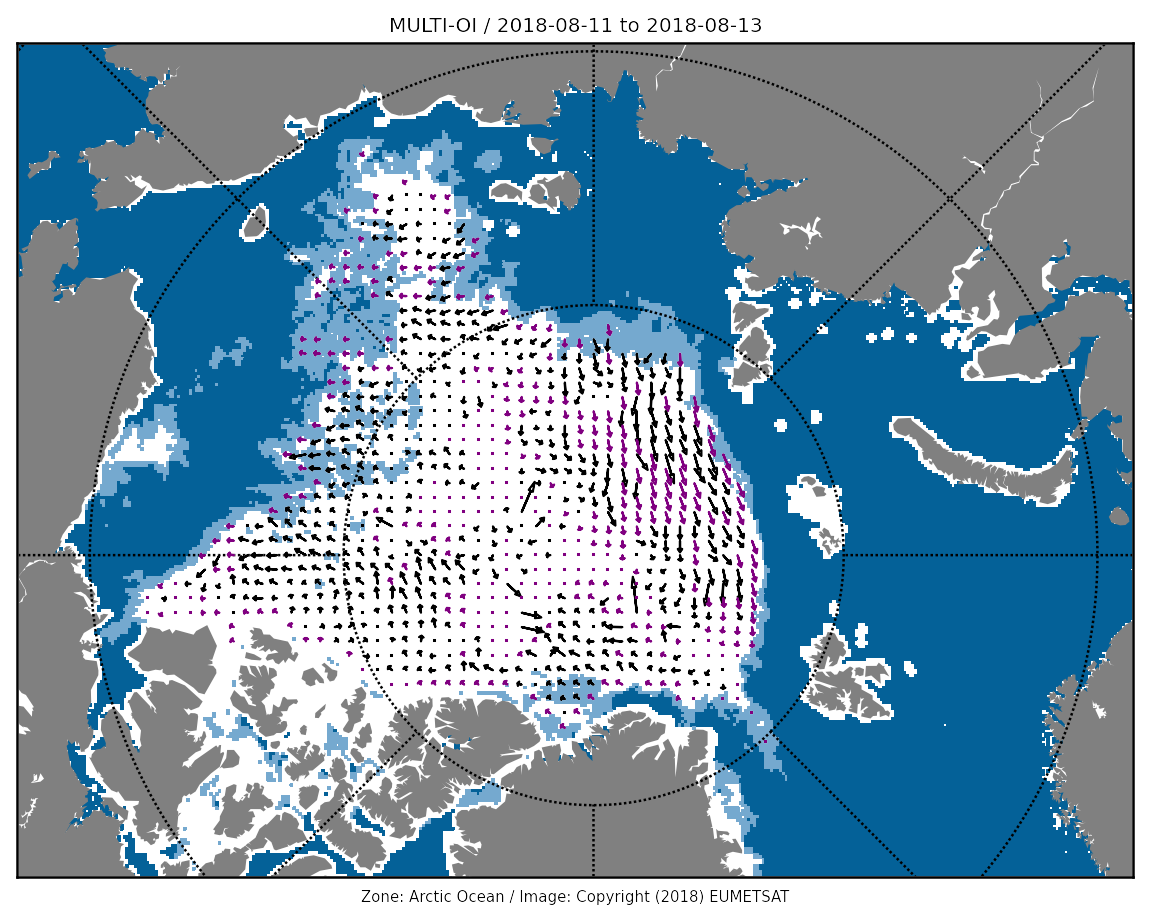 MULTI-OI / 2018-08-11 to 2018-08-13
Zone: Arctic Ocean / Image: Copyright (2018) EUMETSAT